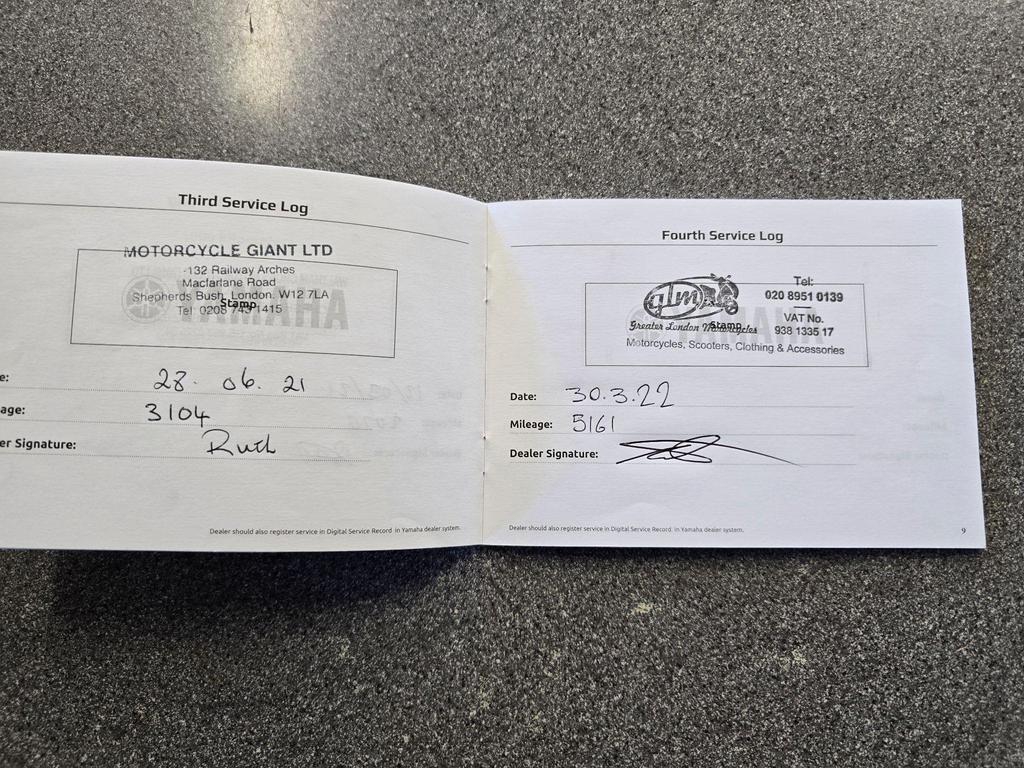 Third Service Log
MOTORCYCLE GIANT LTD
-132 Railway Arches
Macfarlane Road
Shepherds Bush, London. W12 7LA
Stamp
Tel: 0208 743 1415
e: 28. 06. 21
age: 3104
er Signature: Ruth
Dealer should also register service in Digital Service Record in Yamaha dealer system.
Fourth Service Log
glm
Greater London Motorcycles
Stamp
Tel:
020 8951 0139
VAT No.
938 1335 17
Motorcycles, Scooters, Clothing & Accessories
Date: 30.3.22
Mileage: 5161
Dealer Signature:
Dealer should also register service in Digital Service Record in Yamaha dealer system.
9